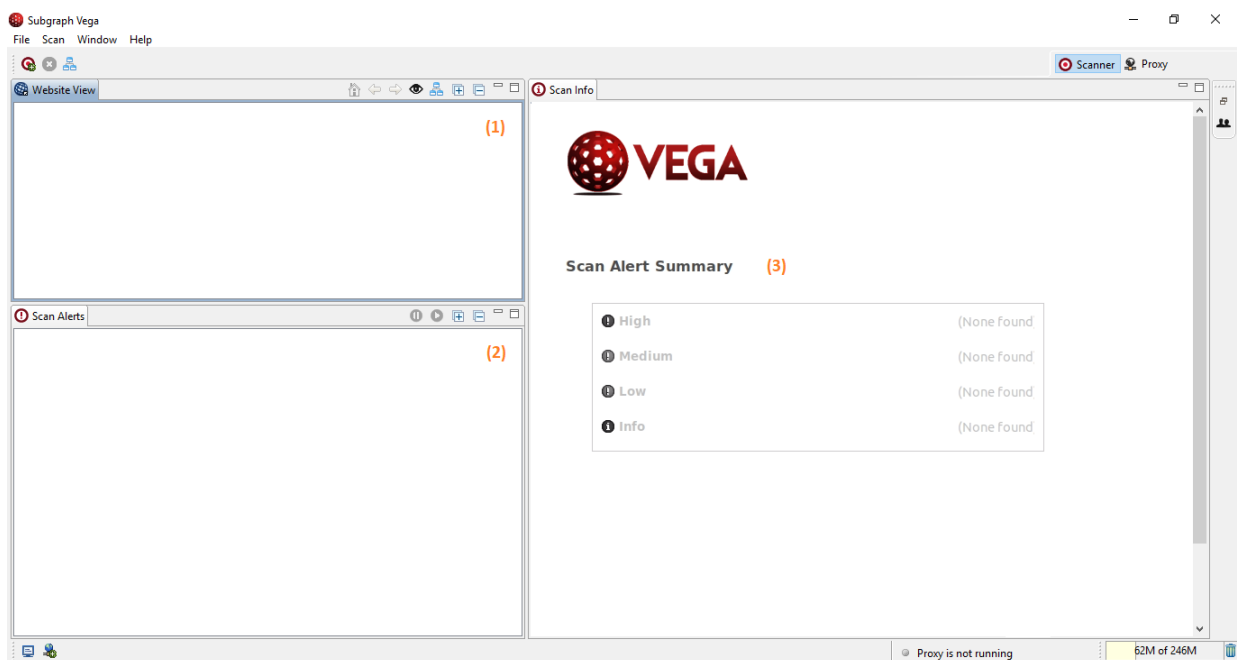 Subgraph Vega
File Scan Window Help
Scanner Proxy
Website View
(1)
Scan Alerts
(2)
Scan Info
VEGA
Scan Alert Summary (3)
High (None found
Medium (None found
Low (None found
Info (None found
Proxy is not running 62M of 246M